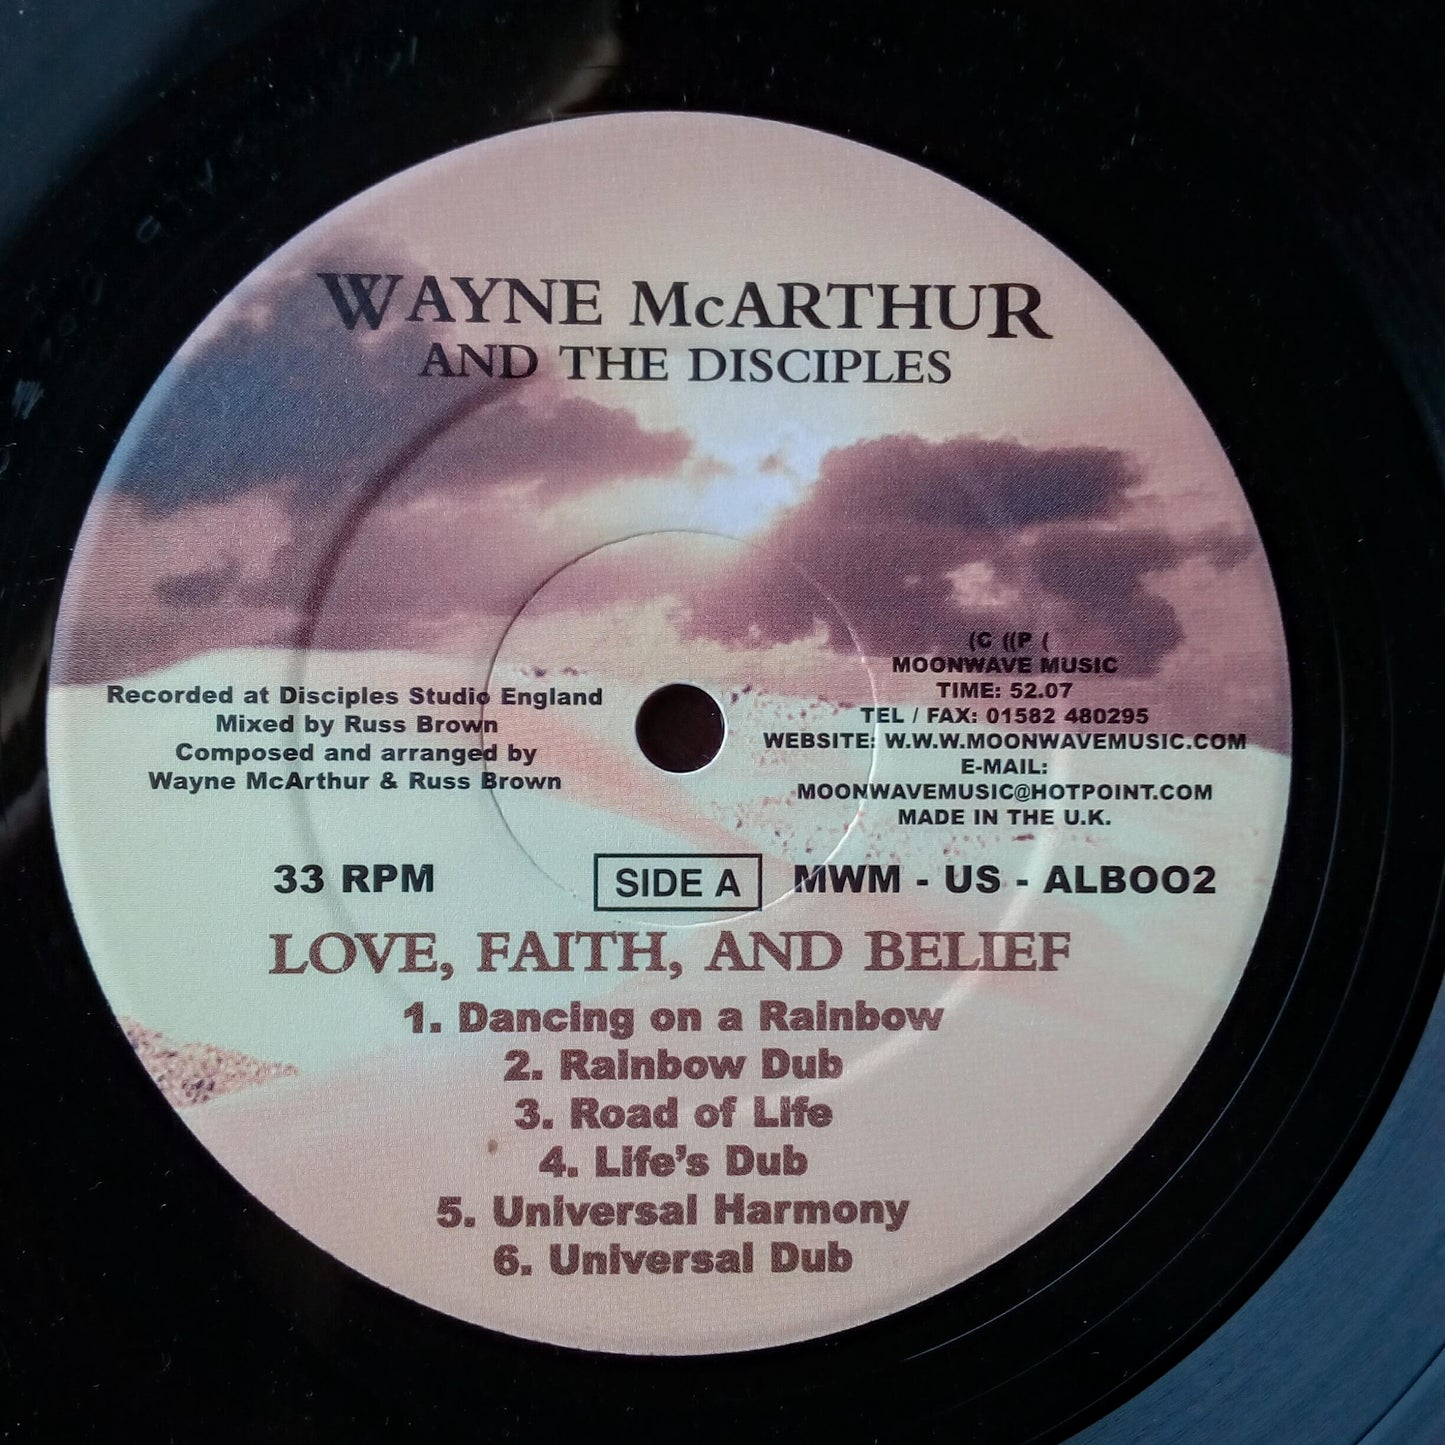 WAYNE McARTHUR
AND THE DISCIPLES
Recorded at Disciples Studio England
Mixed by Russ Brown
Composed and arranged by
Wayne McArthur & Russ Brown
(C ((P (
MOONWAVE MUSIC
TIME: 52.07
TEL / FAX: 01582 480295
WEBSITE: W.W.W.MOONWAVEMUSIC.COM
E-MAIL:
MOONWAVEMUSIC@HOTPOINT.COM
MADE IN THE U.K.
33 RPM
SIDE A
MWM - US - ALBOO2
LOVE, FAITH, AND BELIEF
1. Dancing on a Rainbow
2. Rainbow Dub
3. Road of Life
4. Life's Dub
5. Universal Harmony
6. Universal Dub